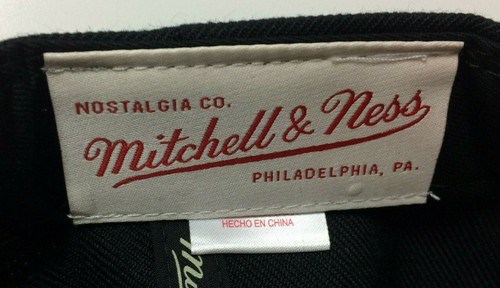 NOSTALGIA CO.
Mitchell & Ness
PHILADELPHIA, PA.
HECHO EN CHINA